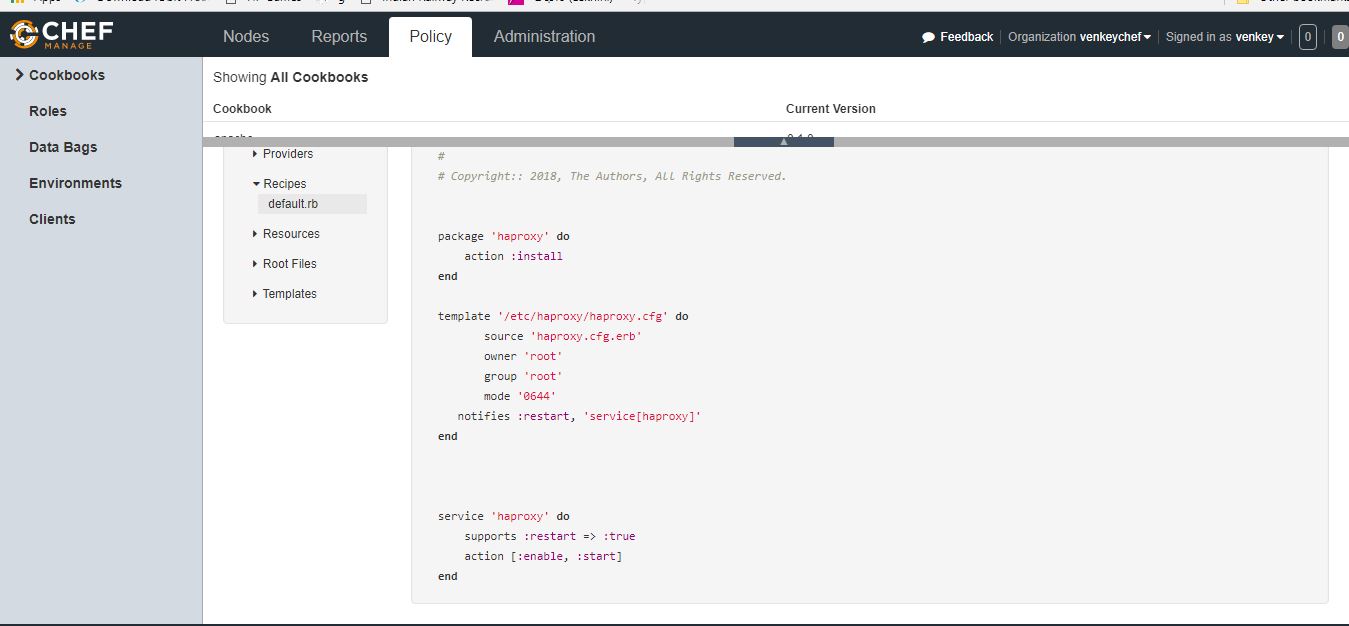 CHEF
MANAGE
Nodes Reports Policy Administration
Feedback Organization venkeychef Signed in as venkey 0 0
Cookbooks
Roles
Data Bags
Environments
Clients
Showing All Cookbooks
Cookbook Current Version
Providers
Recipes
default.rb
Resources
Root Files
Templates
#
# Copyright:: 2018, The Authors, All Rights Reserved.
package 'haproxy' do
action :install
end
template '/etc/haproxy/haproxy.cfg' do
source 'haproxy.cfg.erb'
owner 'root'
group 'root'
mode '0644'
notifies :restart, 'service[haproxy]'
end
service 'haproxy' do
supports :restart => :true
action [:enable, :start]
end